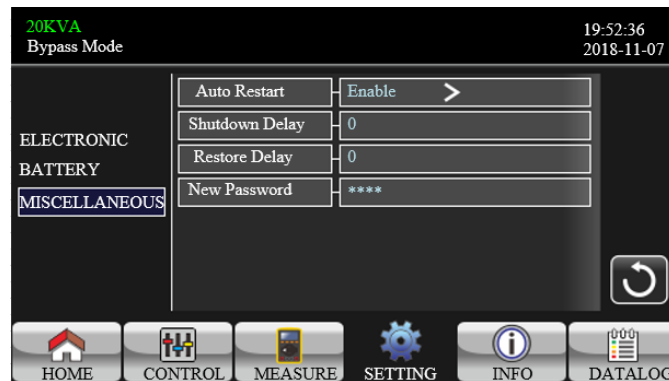 20KVA
Bypass Mode
19:52:36
2018-11-07
ELECTRONIC
BATTERY
MISCELLANEOUS
Auto Restart Enable >
Shutdown Delay 0
Restore Delay 0
New Password ****
HOME CONTROL MEASURE SETTING INFO DATALOG